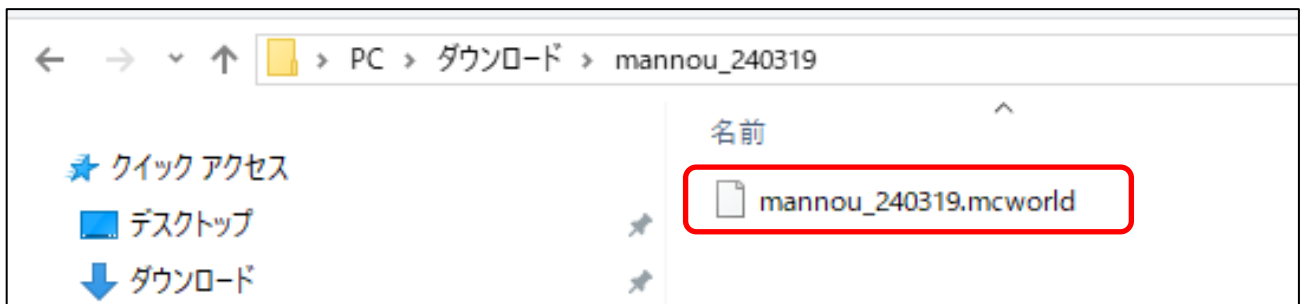 PC › ダウンロード › mannou_240319
名前
クイック アクセス
mannou_240319.mcworld
デスクトップ
ダウンロード